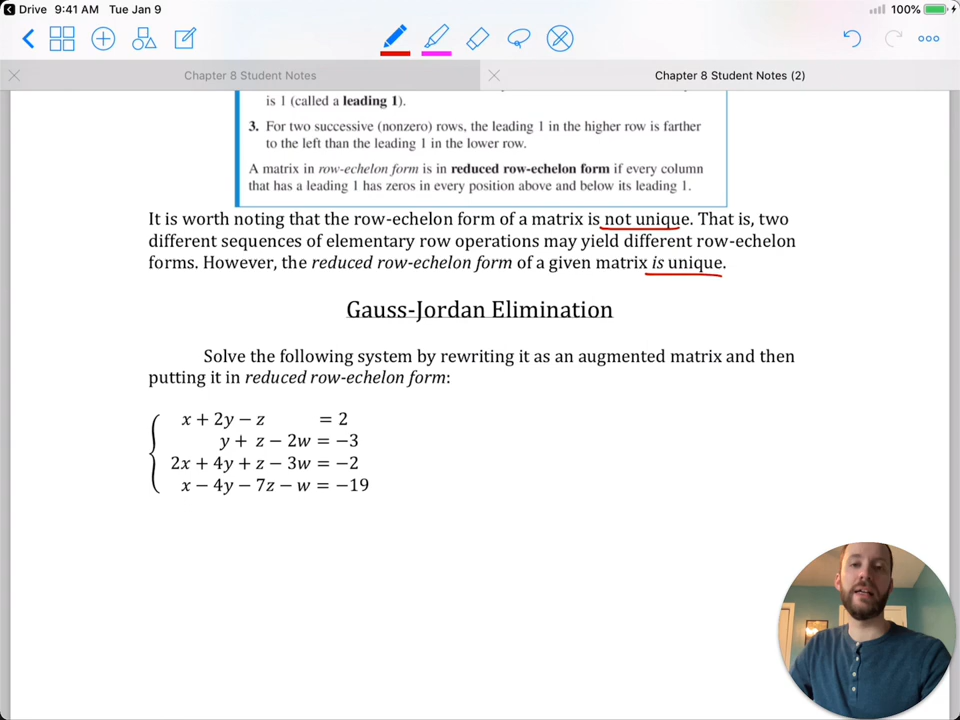 Drive 9:41 AM Tue Jan 9 100%
Chapter 8 Student Notes Chapter 8 Student Notes (2)
is 1 (called a leading 1).
3. For two successive (nonzero) rows, the leading 1 in the higher row is farther
to the left than the leading 1 in the lower row.
A matrix in row-echelon form is in reduced row-echelon form if every column
that has a leading 1 has zeros in every position above and below its leading 1.
It is worth noting that the row-echelon form of a matrix is not unique. That is, two
different sequences of elementary row operations may yield different row-echelon
forms. However, the reduced row-echelon form of a given matrix is unique.
Gauss-Jordan Elimination
Solve the following system by rewriting it as an augmented matrix and then
putting it in reduced row-echelon form:
x + 2y − z = 2
y + z − 2w = −3
2x + 4y + z − 3w = −2
x − 4y − 7z − w = −19